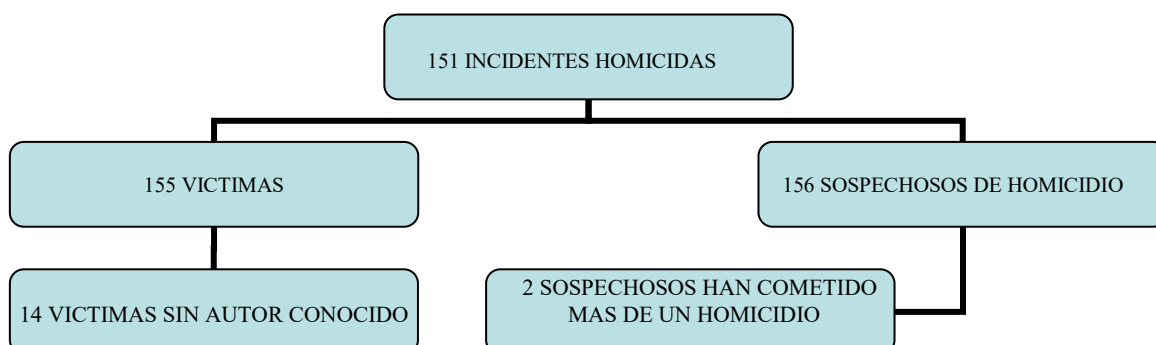 151 INCIDENTES HOMICIDAS
155 VICTIMAS
156 SOSPECHOSOS DE HOMICIDIO
14 VICTIMAS SIN AUTOR CONOCIDO
2 SOSPECHOSOS HAN COMETIDO
MAS DE UN HOMICIDIO